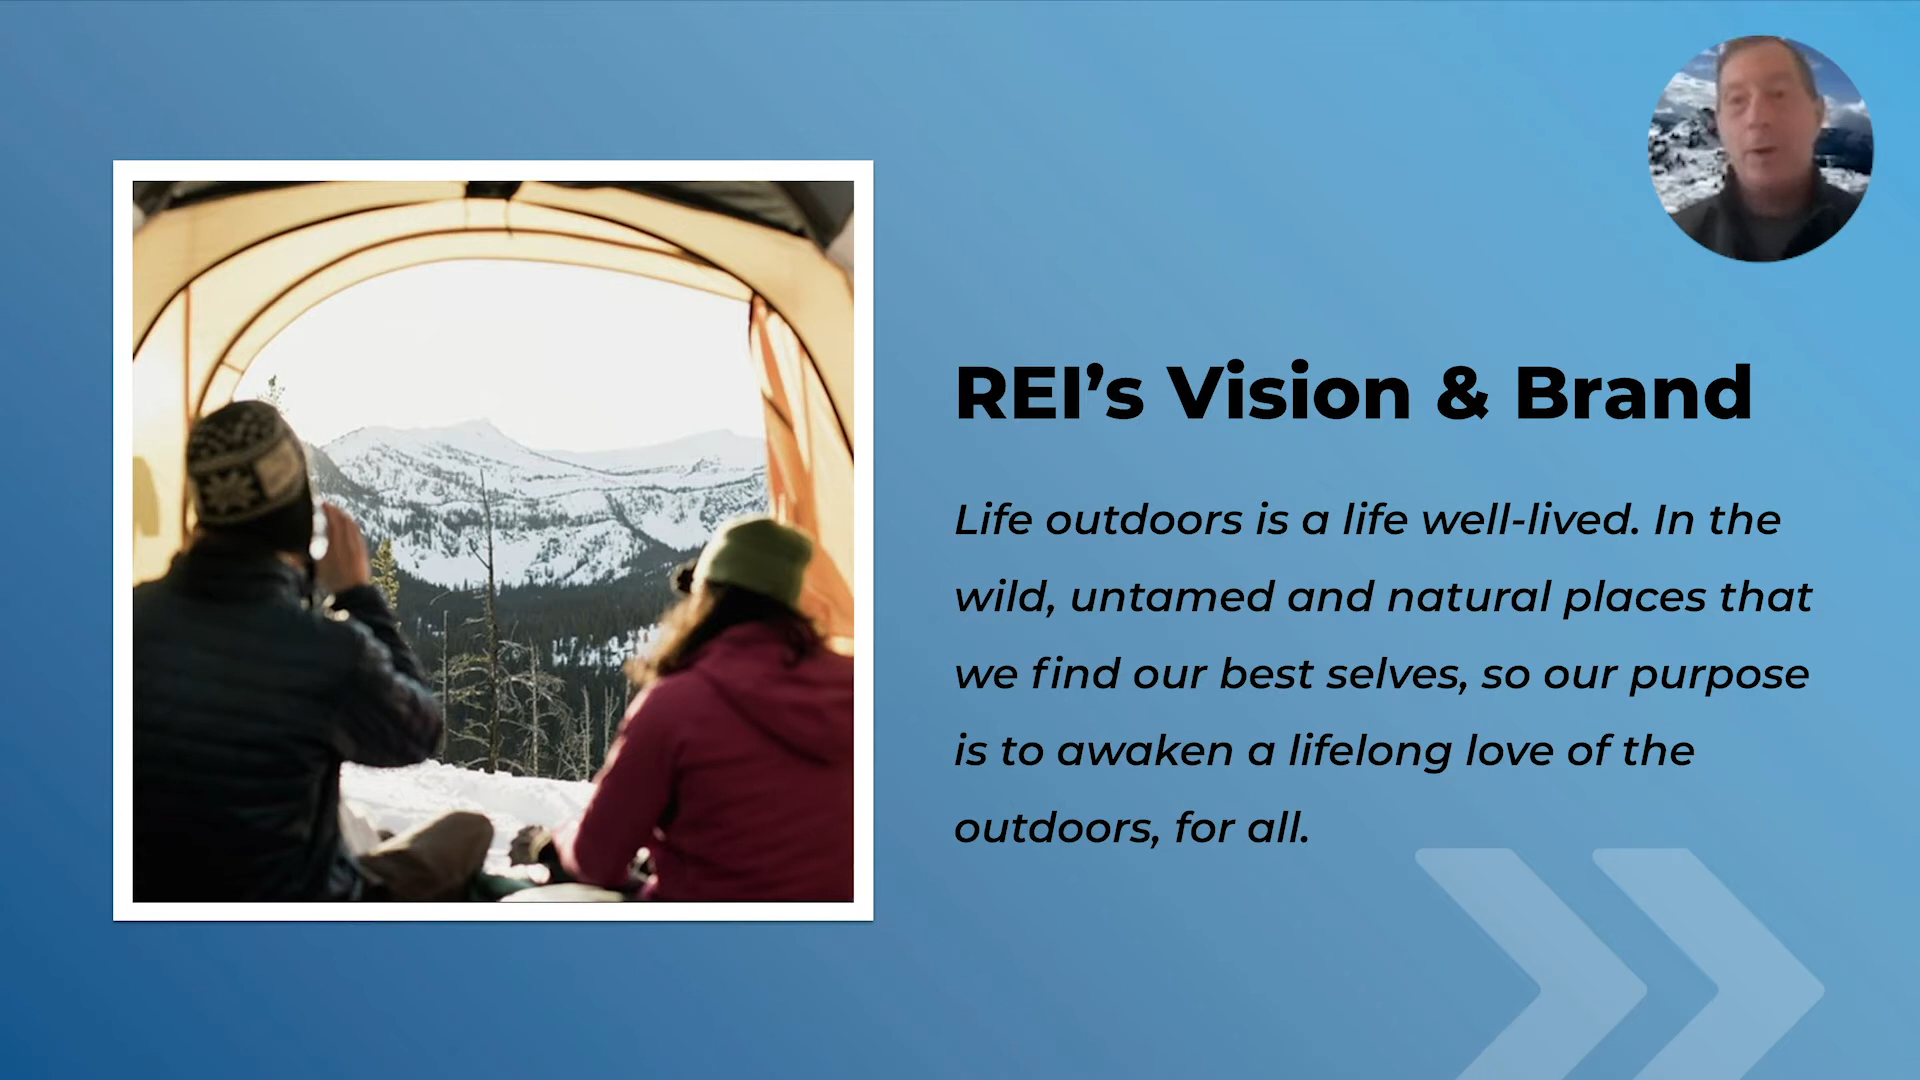 REI’s Vision & Brand
Life outdoors is a life well-lived. In the
wild, untamed and natural places that
we find our best selves, so our purpose
is to awaken a lifelong love of the
outdoors, for all.